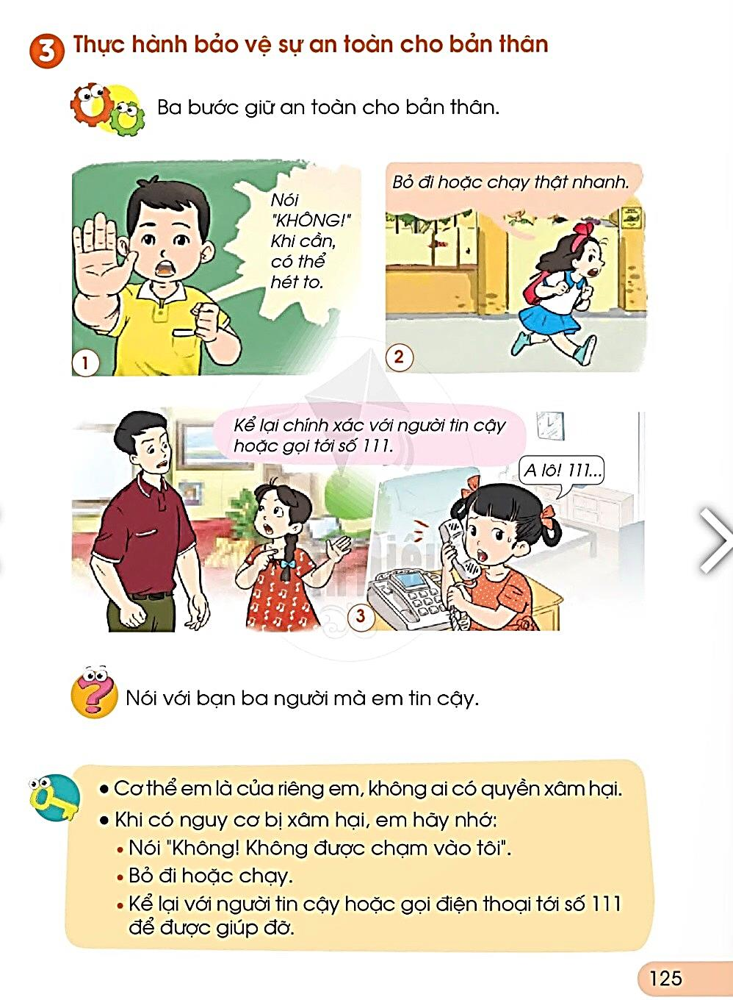 3 Thực hành bảo vệ sự an toàn cho bản thân
Ba bước giữ an toàn cho bản thân.
Nói
"KHÔNG!"
Khi cần,
có thể
hét to.
1
Bỏ đi hoặc chạy thật nhanh.
2
Kể lại chính xác với người tin cậy
hoặc gọi tới số 111.
A lô! 111...
3
?
Nói với bạn ba người mà em tin cậy.
• Cơ thể em là của riêng em, không ai có quyền xâm hại.
• Khi có nguy cơ bị xâm hại, em hãy nhớ:
• Nói "Không! Không được chạm vào tôi".
• Bỏ đi hoặc chạy.
• Kể lại với người tin cậy hoặc gọi điện thoại tới số 111
để được giúp đỡ.
125